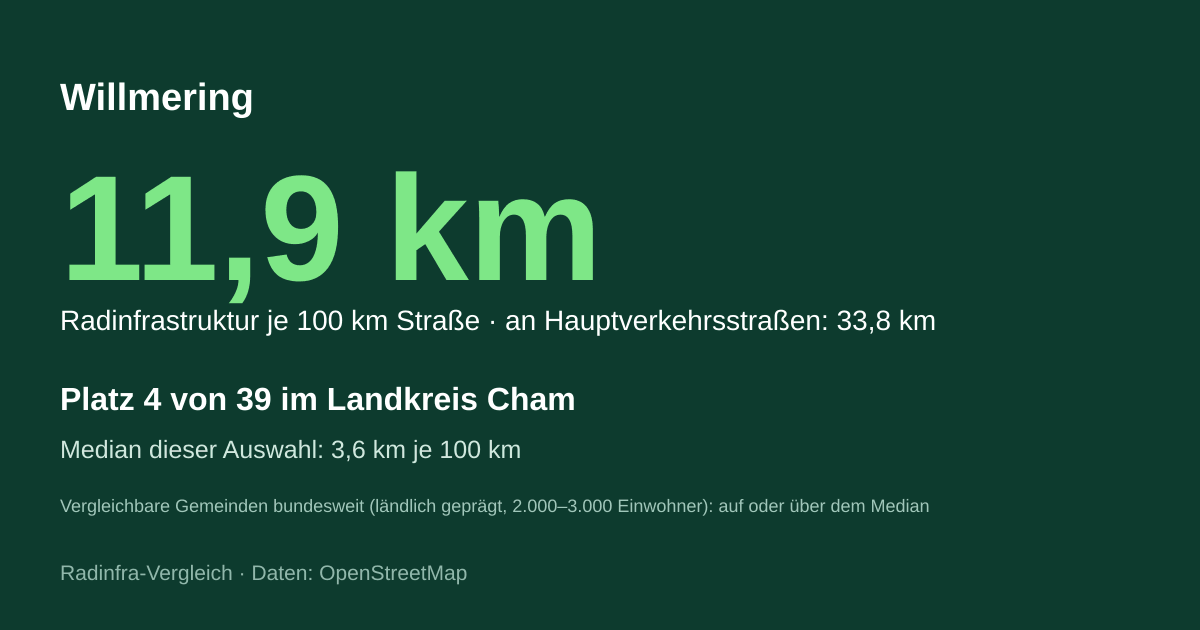 Willmering
11,9 km
Radinfrastruktur je 100 km Straße · an Hauptverkehrsstraßen: 33,8 km
Platz 4 von 39 im Landkreis Cham
Median dieser Auswahl: 3,6 km je 100 km
Vergleichbare Gemeinden bundesweit (ländlich geprägt, 2.000–3.000 Einwohner): auf oder über dem Median
Radinfra-Vergleich · Daten: OpenStreetMap